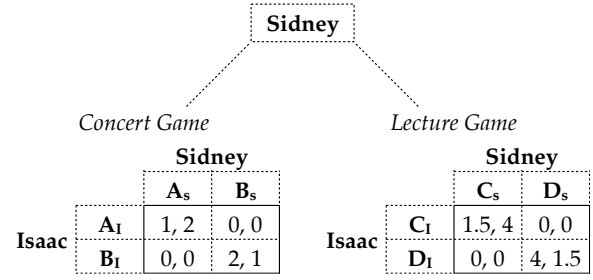 Sidney
Concert Game
Lecture Game
Sidney
Sidney
A_s B_s
C_s D_s
Isaac
A_I 1, 2 0, 0
B_I 0, 0 2, 1
Isaac
C_I 1.5, 4 0, 0
D_I 0, 0 4, 1.5